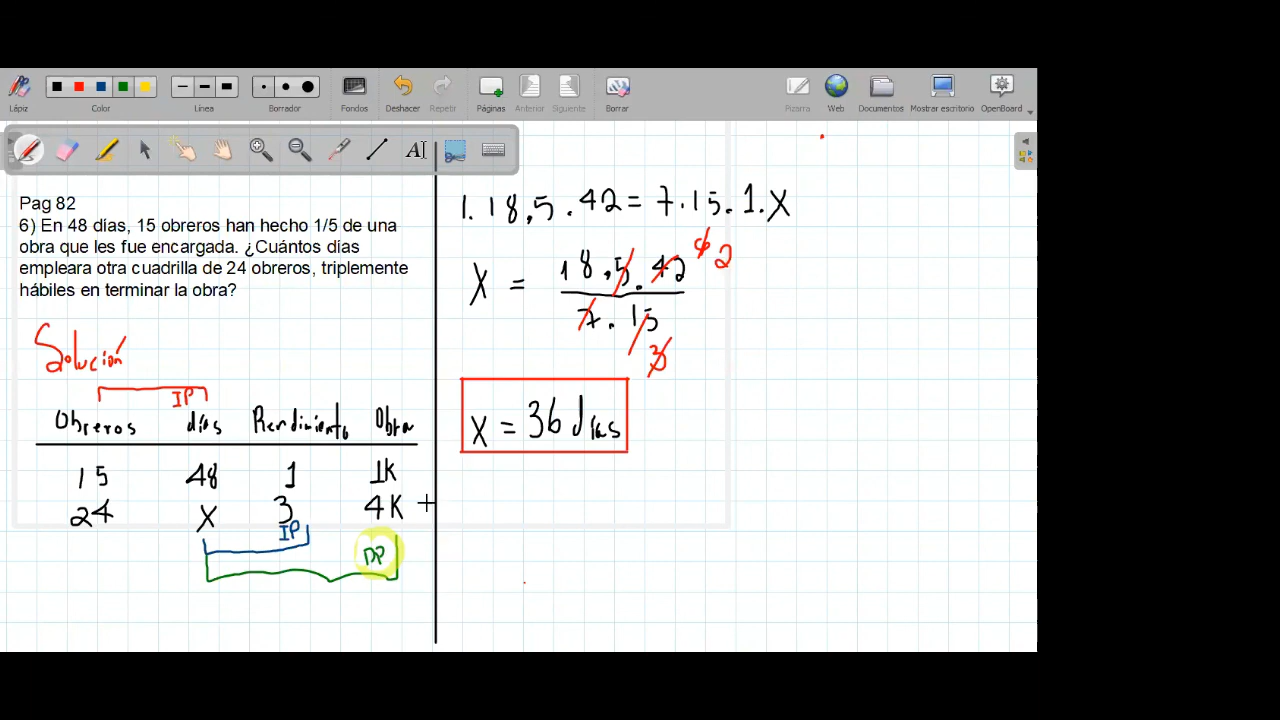 Lápiz Color Línea Borrador Fondos Deshacer Repetir Páginas Anterior Siguiente Borrar Pizarra Web Documentos Mostrar escritorio OpenBoard
Pag 82
6) En 48 días, 15 obreros han hecho 1/5 de una
obra que les fue encargada. ¿Cuántos días
empleara otra cuadrilla de 24 obreros, triplemente
hábiles en terminar la obra?
Solución
IP
Obreros días Rendimiento Obra
15 48 1 1K
24 X 3 4K
IP
DP
1.18.5.42=7.15.1.X
X = 18.5.42 6 2
7.15
3
X = 36 días